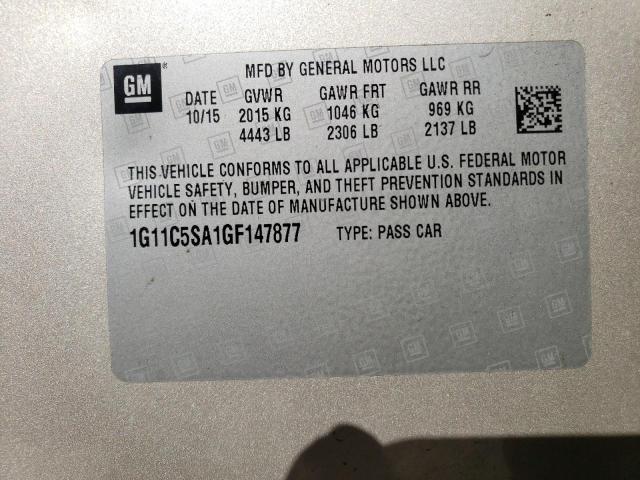 GM ® MFD BY GENERAL MOTORS LLC
DATE GVWR GAWR FRT GAWR RR
10/15 2015 KG 1046 KG 969 KG
4443 LB 2306 LB 2137 LB
THIS VEHICLE CONFORMS TO ALL APPLICABLE U.S. FEDERAL MOTOR
VEHICLE SAFETY, BUMPER, AND THEFT PREVENTION STANDARDS IN
EFFECT ON THE DATE OF MANUFACTURE SHOWN ABOVE.
1G11C5SA1GF147877 TYPE: PASS CAR